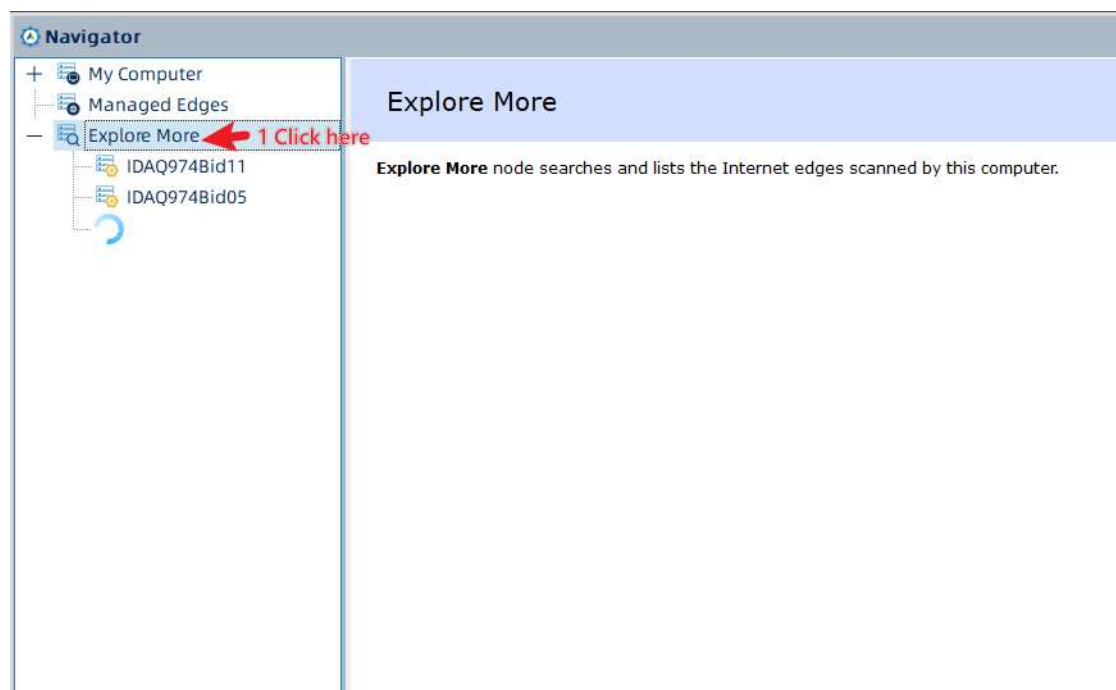 Navigator
My Computer
Managed Edges
Explore More
1 Click here
IDAQ974Bid11
IDAQ974Bid05
Explore More
Explore More node searches and lists the Internet edges scanned by this computer.